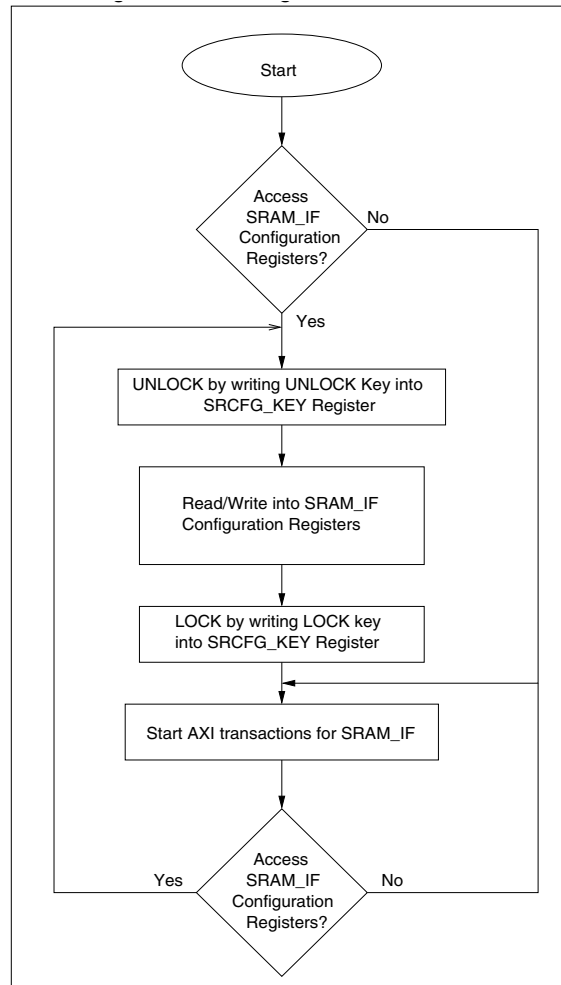 Start
Access
SRAM_IF
Configuration
Registers?
No
Yes
UNLOCK by writing UNLOCK Key into
SRCFG_KEY Register
Read/Write into SRAM_IF
Configuration Registers
LOCK by writing LOCK key
into SRCFG_KEY Register
Start AXI transactions for SRAM_IF
Access
SRAM_IF
Configuration
Registers?
Yes
No